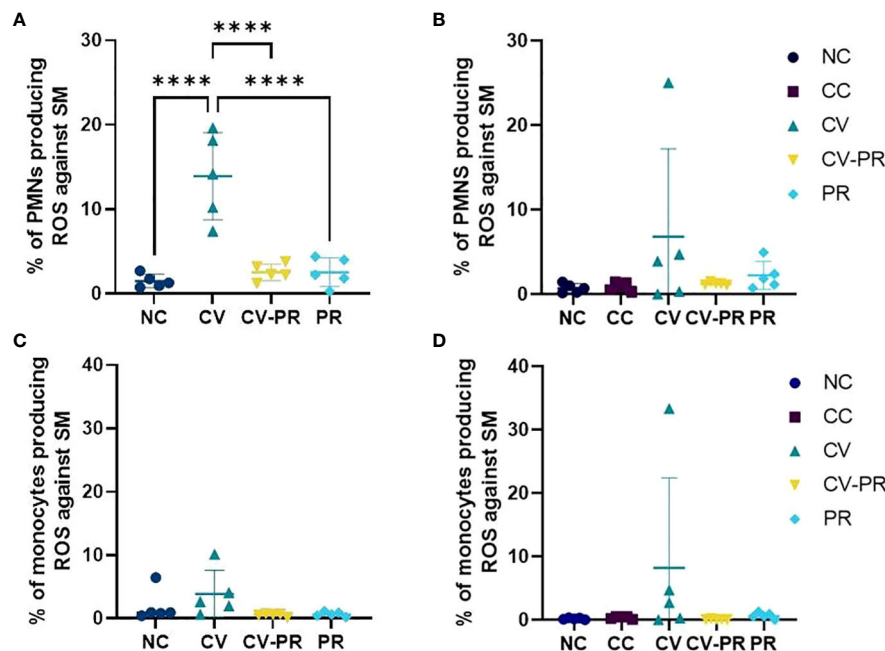 A
% of PMNs producing
ROS against SM
30
20
10
0
****
****
****
NC
CV
CV-PR
PR
B
% of PMNS producing
ROS against SM
30
20
10
0
NC
CC
CV
CV-PR
PR
NC
CC
CV
CV-PR
PR
C
% of monocytes producing
ROS against SM
40
30
20
10
0
NC
CV
CV-PR
PR
D
% of monocytes producing
ROS against SM
40
30
20
10
0
NC
CC
CV
CV-PR
PR
NC
CC
CV
CV-PR
PR